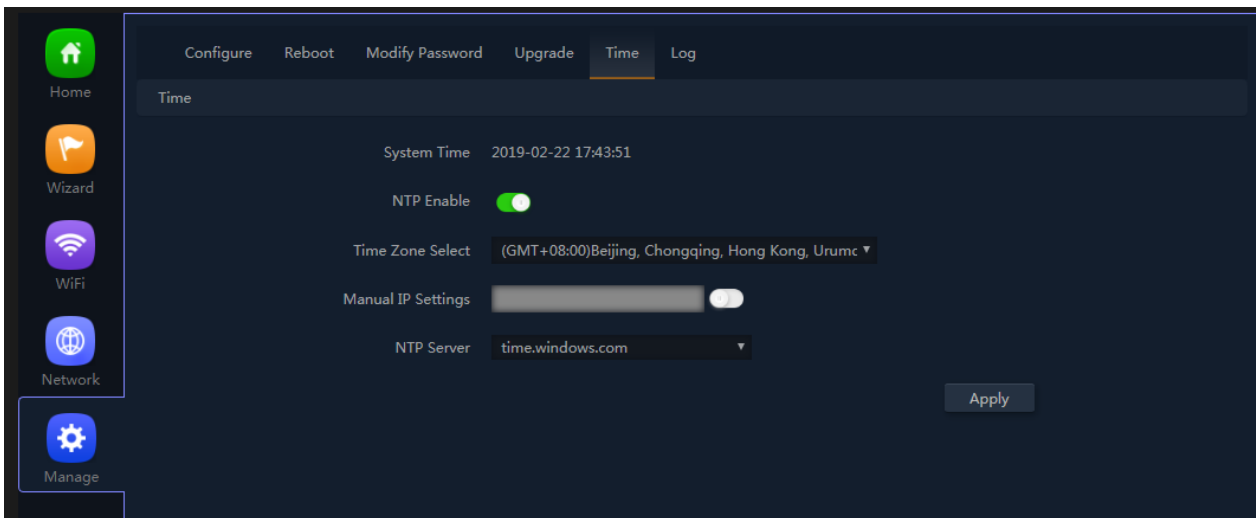 Home
Wizard
WiFi
Network
Manage
Configure Reboot Modify Password Upgrade Time Log
Time
System Time 2019-02-22 17:43:51
NTP Enable
Time Zone Select (GMT+08:00)Beijing, Chongqing, Hong Kong, Urumc
Manual IP Settings
NTP Server time.windows.com
Apply